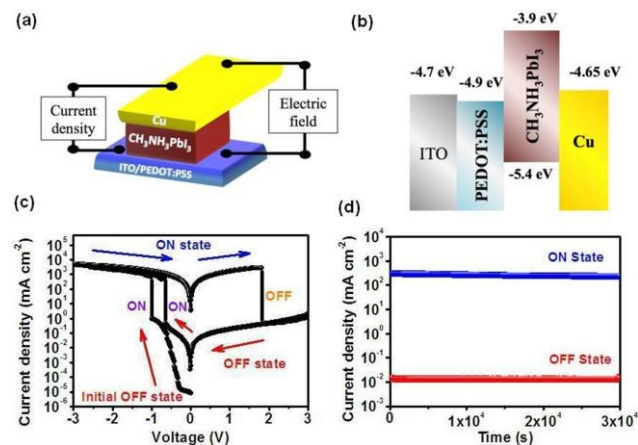 (a)
Current
density
Cu
CH3NH3PbI3
ITO/PEDOT:PSS
Electric
field
(b)
-3.9 eV
-4.7 eV
-4.9 eV
-4.65 eV
ITO
PEDOT:PSS
CH3NH3PbI3
Cu
-5.4 eV
(c)
Current density (mA cm-2)
10^5
10^4
10^3
10^2
10^1
10^0
10^-1
10^-2
10^-3
10^-4
10^-5
10^-6
ON state
ON
ON
OFF
OFF state
Initial OFF state
-3 -2 -1 0 1 2 3
Voltage (V)
(d)
Current density (mA cm-2)
10^4
10^3
10^2
10^1
10^0
10^-1
10^-2
10^-3
ON State
OFF State
0 1x10^4 2x10^4 3x10^4
Time (s)